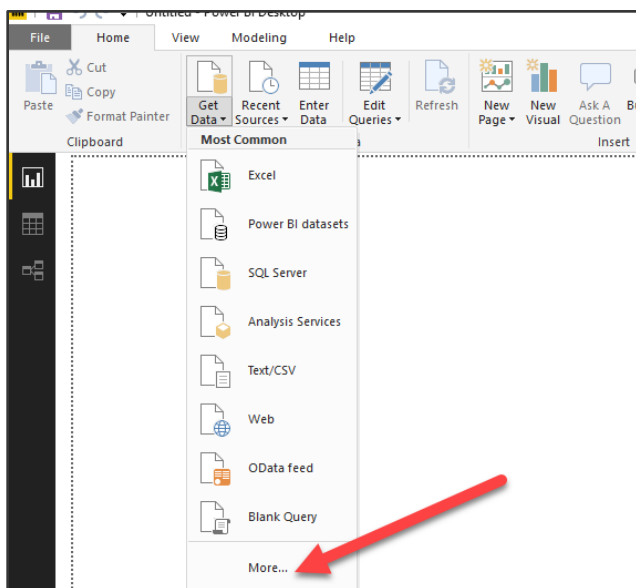 Untitled - Power BI Desktop
File Home View Modeling Help
Paste
Cut
Copy
Format Painter
Clipboard
Get Data
Recent Sources
Enter Data
Edit Queries
Refresh
New Page
New Visual
Ask A Question
Insert
Most Common
Excel
Power BI datasets
SQL Server
Analysis Services
Text/CSV
Web
OData feed
Blank Query
More...